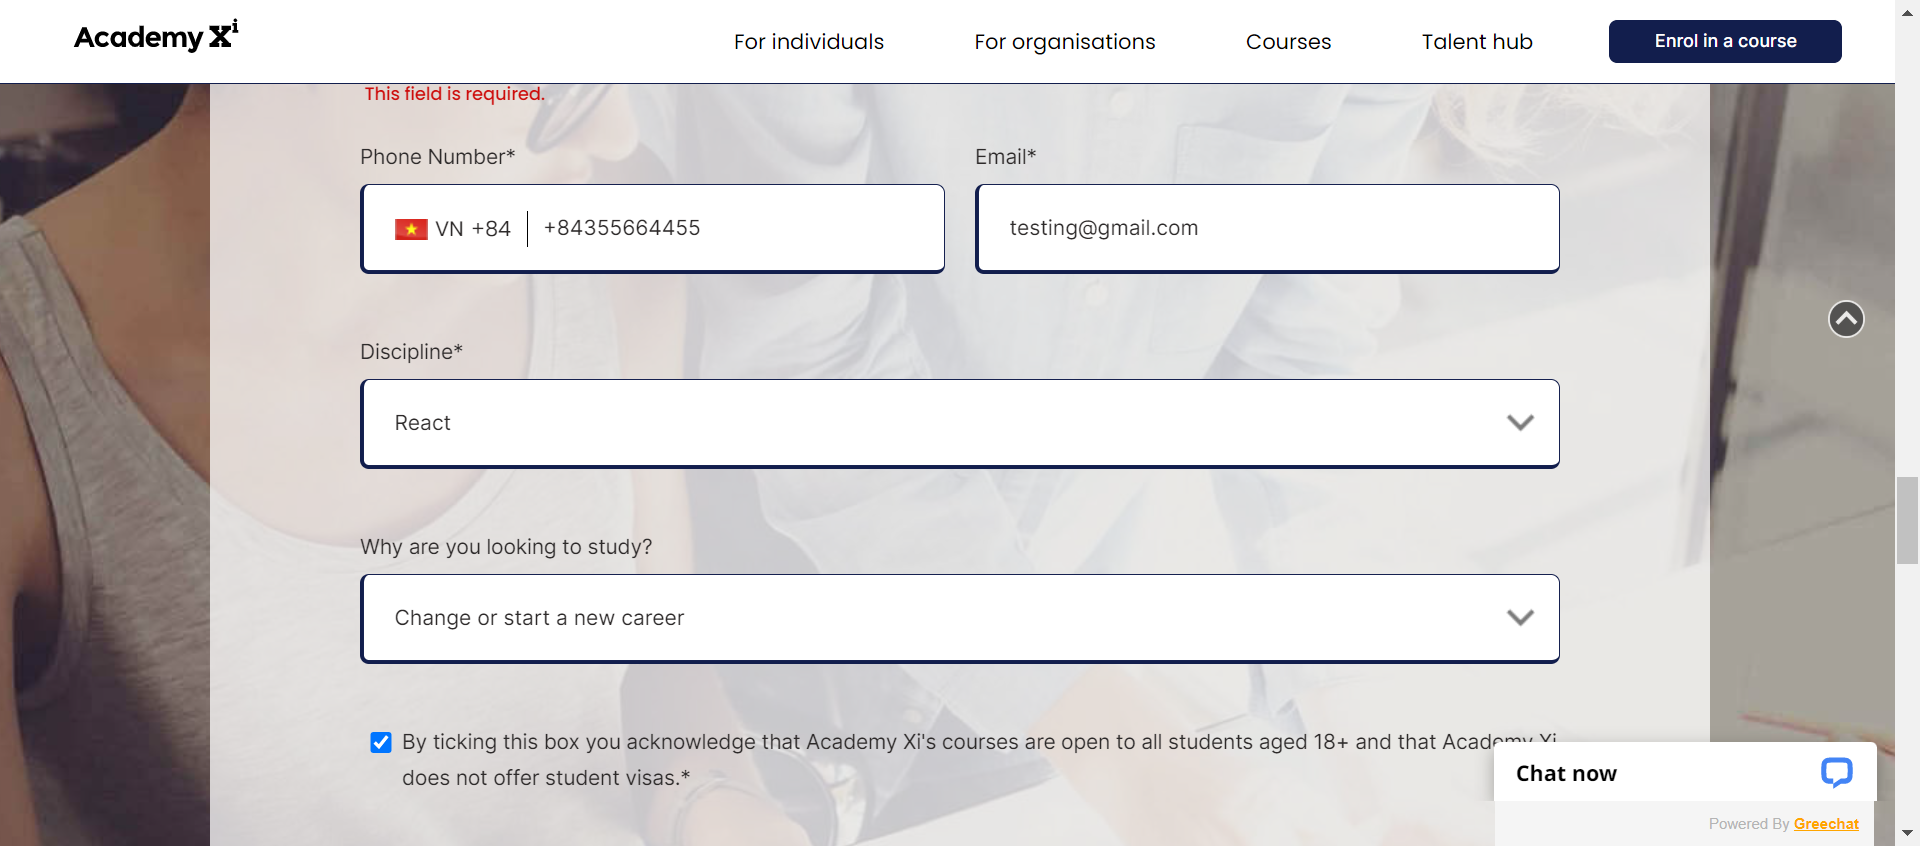 Academy Xi
For individuals
For organisations
Courses
Talent hub
Enrol in a course
This field is required.
Phone Number*
Email*
VN +84
+84355664455
testing@gmail.com
Discipline*
React
Why are you looking to study?
Change or start a new career
By ticking this box you acknowledge that Academy Xi's courses are open to all students aged 18+ and that Academy Xi
does not offer student visas.*
Chat now
Powered By Greechat